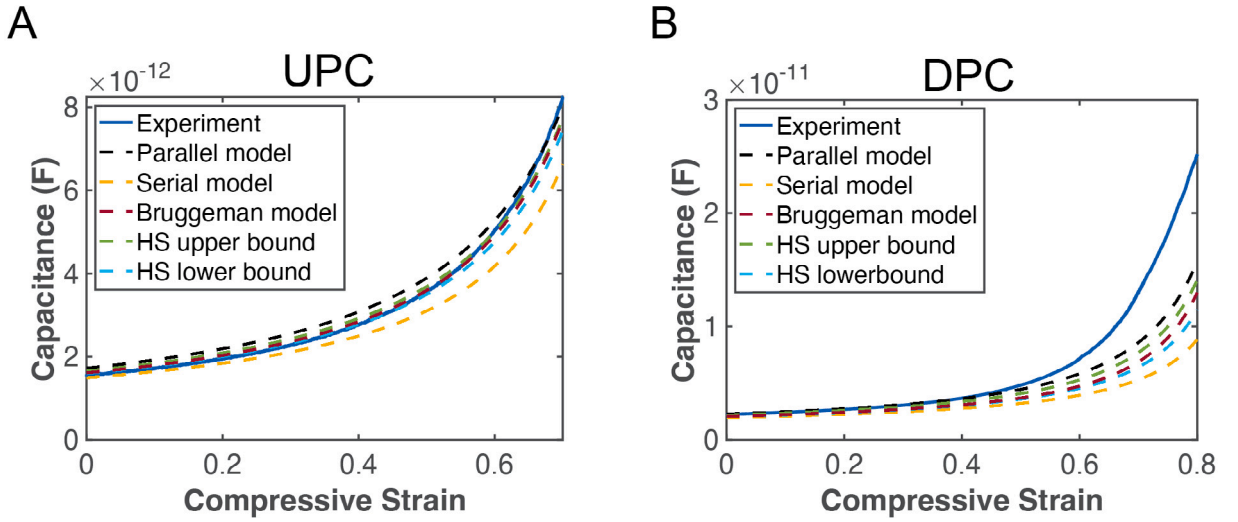 A
UPC
×10⁻¹²
8
6
4
2
0
Capacitance (F)
Experiment
Parallel model
Serial model
Bruggeman model
HS upper bound
HS lower bound
0 0.2 0.4 0.6
Compressive Strain
B
DPC
×10⁻¹¹
3
2
1
0
Capacitance (F)
Experiment
Parallel model
Serial model
Bruggeman model
HS upper bound
HS lowerbound
0 0.2 0.4 0.6 0.8
Compressive Strain